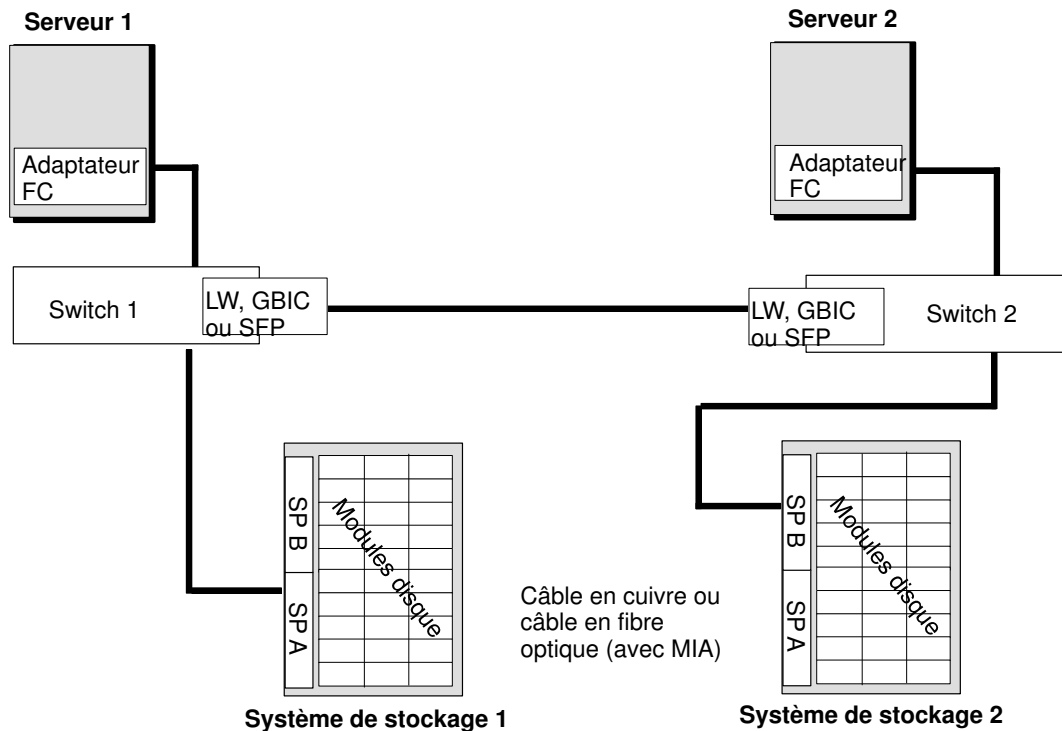 Serveur 1
Serveur 2
Adaptateur
FC
Adaptateur
FC
Switch 1
LW, GBIC
ou SFP
LW, GBIC
ou SFP
Switch 2
SP B
SP A
Modules disque
SP B
SP A
Modules disque
Câble en cuivre ou
câble en fibre
optique (avec MIA)
Système de stockage 1
Système de stockage 2